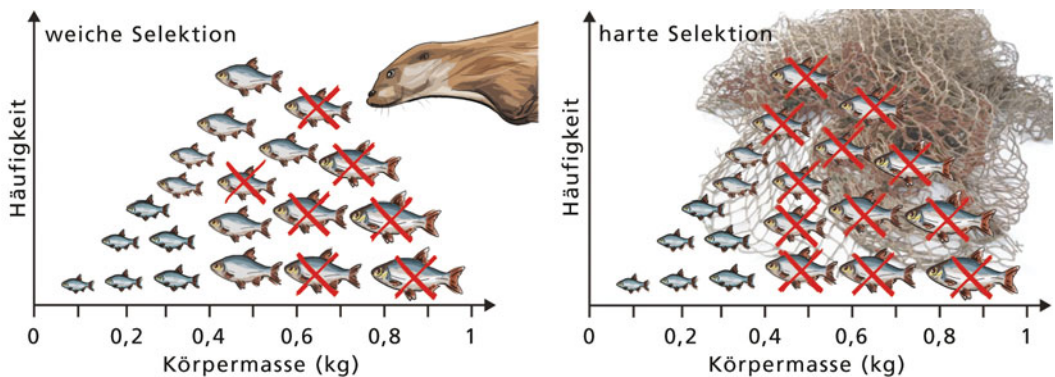 weiche Selektion
Häufigkeit
0 0,2 0,4 0,6 0,8 1
Körpermasse (kg)
harte Selektion
Häufigkeit
0 0,2 0,4 0,6 0,8 1
Körpermasse (kg)